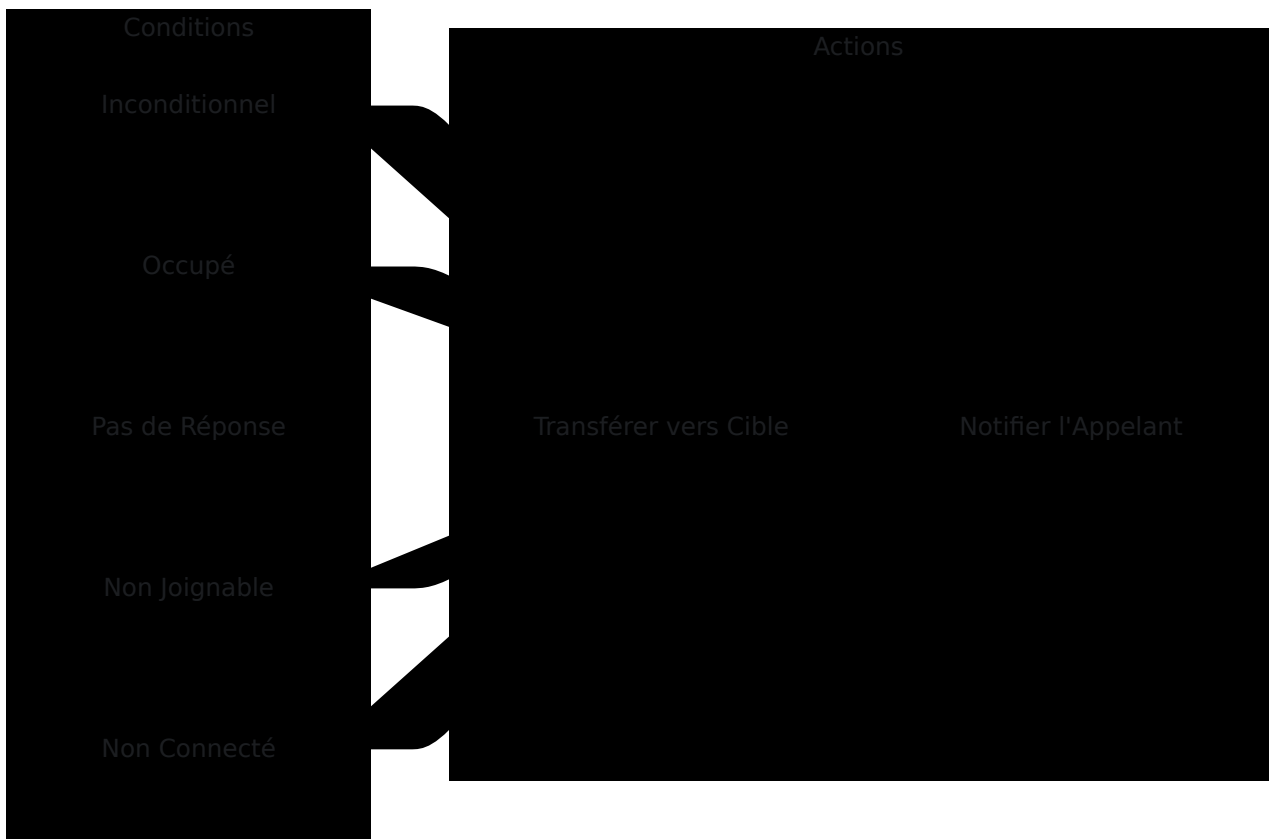 Conditions
Actions
Inconditionnel
Occupé
Pas de Réponse
Transférer vers Cible
Notifier l'Appelant
Non Joignable
Non Connecté